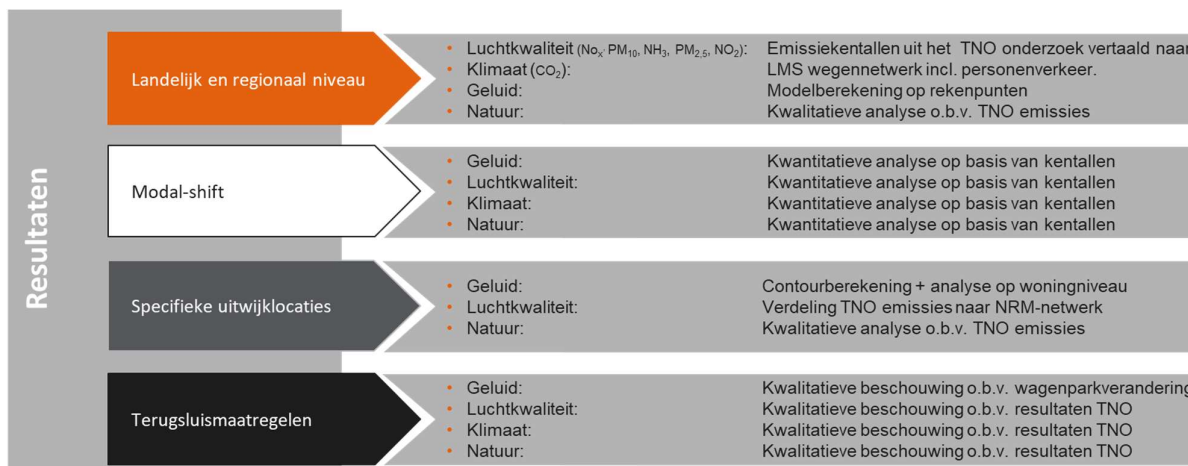 Resultaten
Landelijk en regionaal niveau
• Luchtkwaliteit (Noₓ, PM₁₀, NH₃, PM₂,₅, NO₂): Emissiekentallen uit het TNO onderzoek vertaald naar
• Klimaat (CO₂): LMS wegennetwerk incl. personenverkeer.
• Geluid: Modelberekening op rekenpunten
• Natuur: Kwalitatieve analyse o.b.v. TNO emissies
Modal-shift
• Geluid: Kwantitatieve analyse op basis van kentallen
• Luchtkwaliteit: Kwantitatieve analyse op basis van kentallen
• Klimaat: Kwantitatieve analyse op basis van kentallen
• Natuur: Kwantitatieve analyse op basis van kentallen
Specifieke uitwijklocaties
• Geluid: Contourberekening + analyse op woningniveau
• Luchtkwaliteit: Verdeling TNO emissies naar NRM-netwerk
• Natuur: Kwalitatieve analyse o.b.v. TNO emissies
Terugsluismaatregelen
• Geluid: Kwalitatieve beschouwing o.b.v. wagenparkverandering
• Luchtkwaliteit: Kwalitatieve beschouwing o.b.v. resultaten TNO
• Klimaat: Kwalitatieve beschouwing o.b.v. resultaten TNO
• Natuur: Kwalitatieve beschouwing o.b.v. resultaten TNO